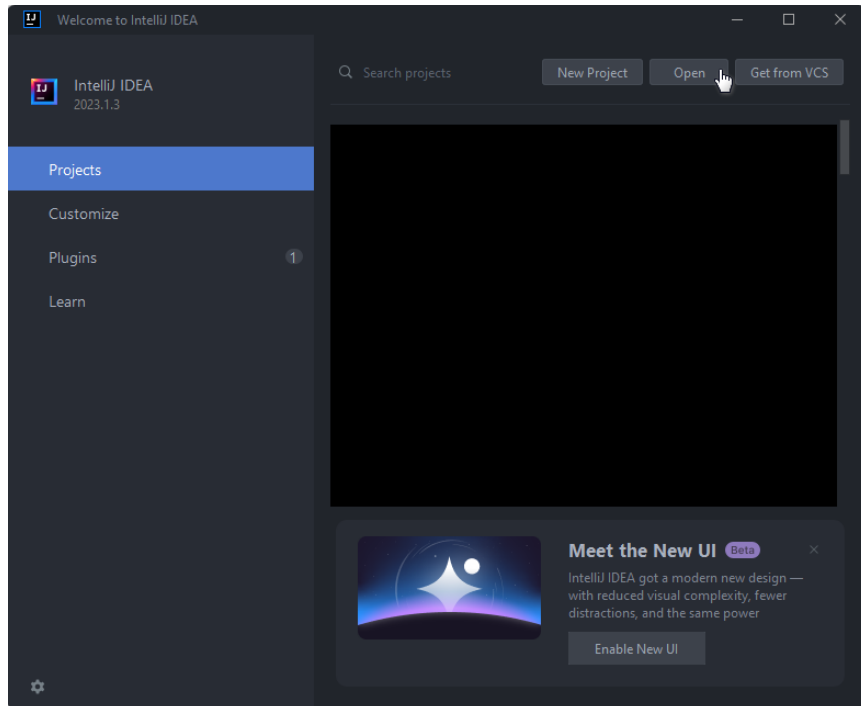 Welcome to IntelliJ IDEA
IntelliJ IDEA
2023.1.3
Projects
Customize
Plugins 1
Learn
Search projects
New Project
Open
Get from VCS
Meet the New UI Beta
IntelliJ IDEA got a modern new design —
with reduced visual complexity, fewer
distractions, and the same power
Enable New UI